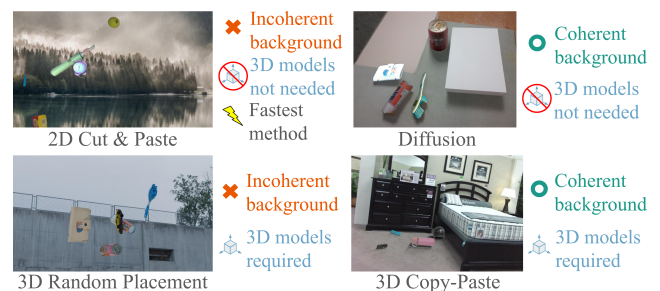 Incoherent
background
3D models
not needed
Fastest
method
2D Cut & Paste
Coherent
background
3D models
not needed
Diffusion
Incoherent
background
3D models
required
3D Random Placement
Coherent
background
3D models
required
3D Copy-Paste